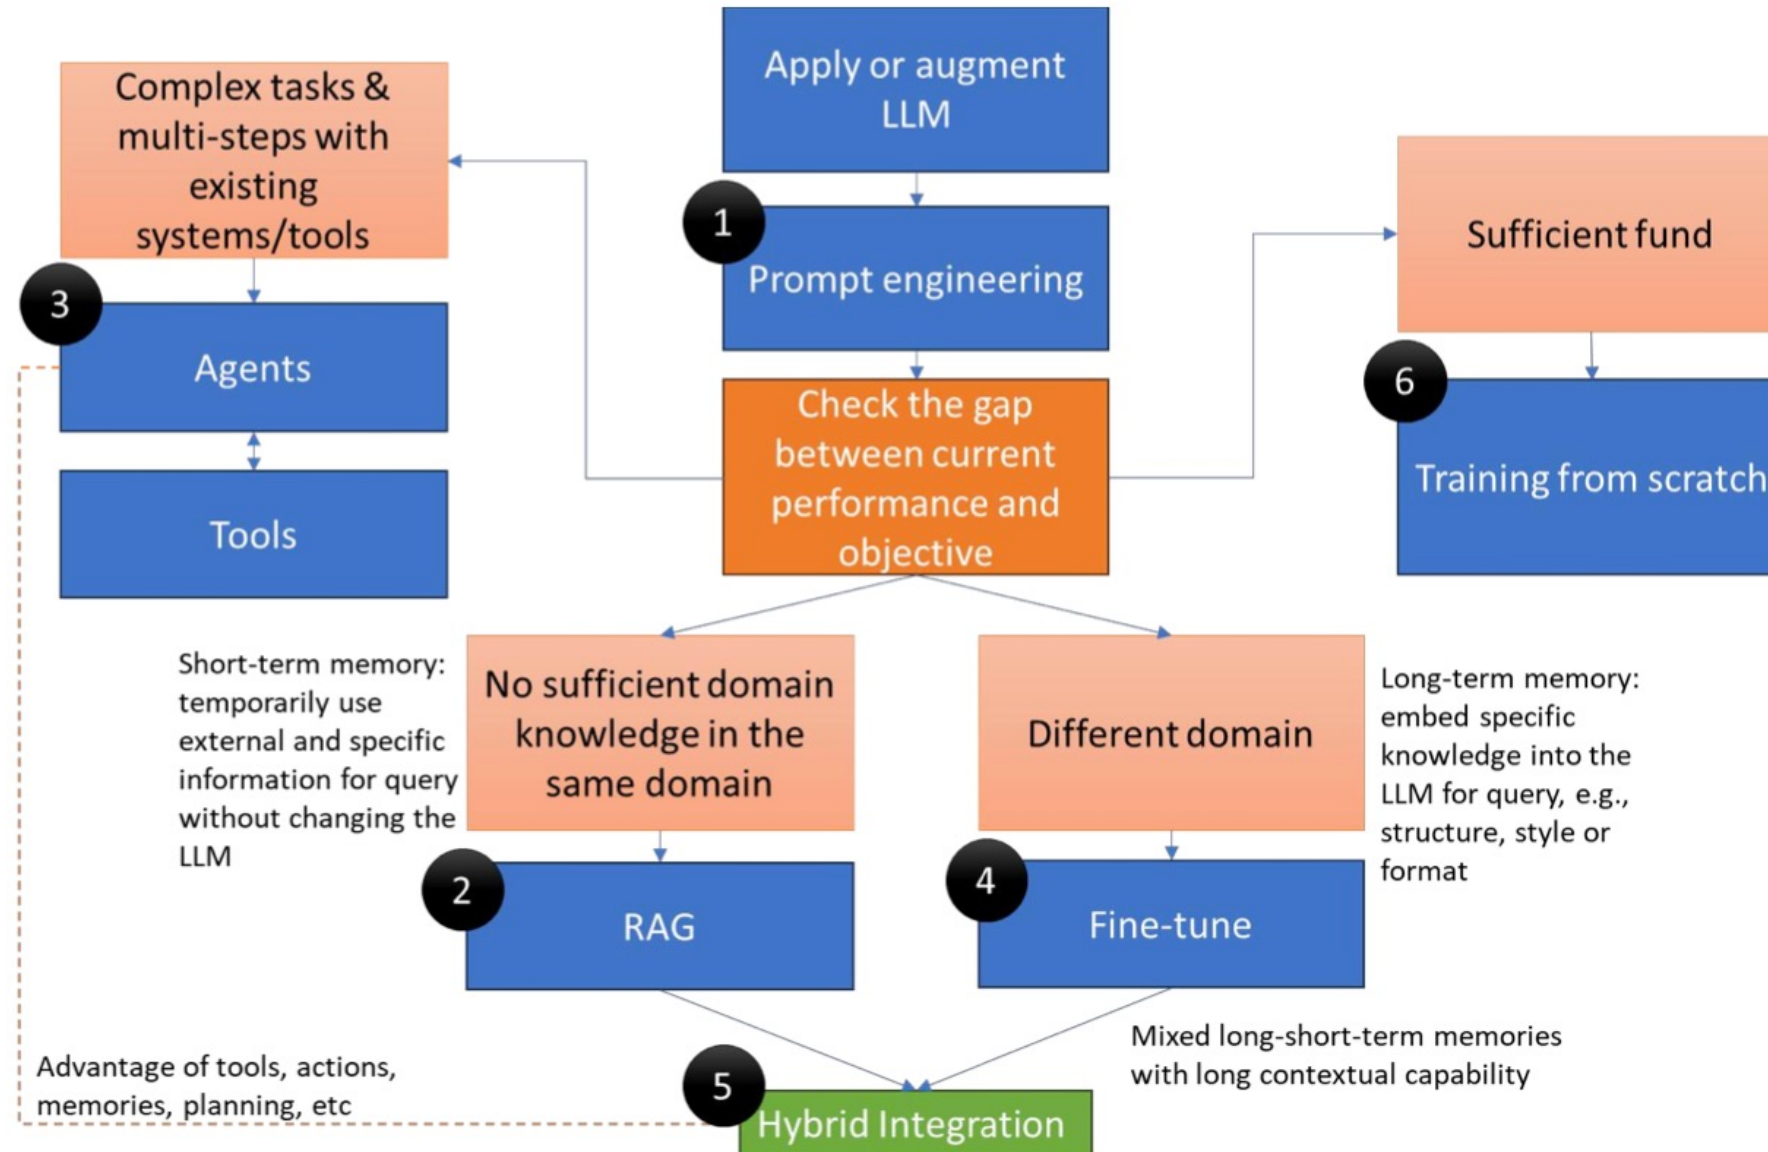 Apply or augment
LLM
1
Prompt engineering
Check the gap
between current
performance and
objective
Complex tasks &
multi-steps with
existing
systems/tools
3
Agents
Tools
Sufficient fund
6
Training from scratch
Short-term memory:
temporarily use
external and specific
information for query
without changing the
LLM
No sufficient domain
knowledge in the
same domain
2
RAG
Different domain
4
Fine-tune
Long-term memory:
embed specific
knowledge into the
LLM for query, e.g.,
structure, style or
format
Advantage of tools, actions,
memories, planning, etc
5
Hybrid Integration
Mixed long-short-term memories
with long contextual capability